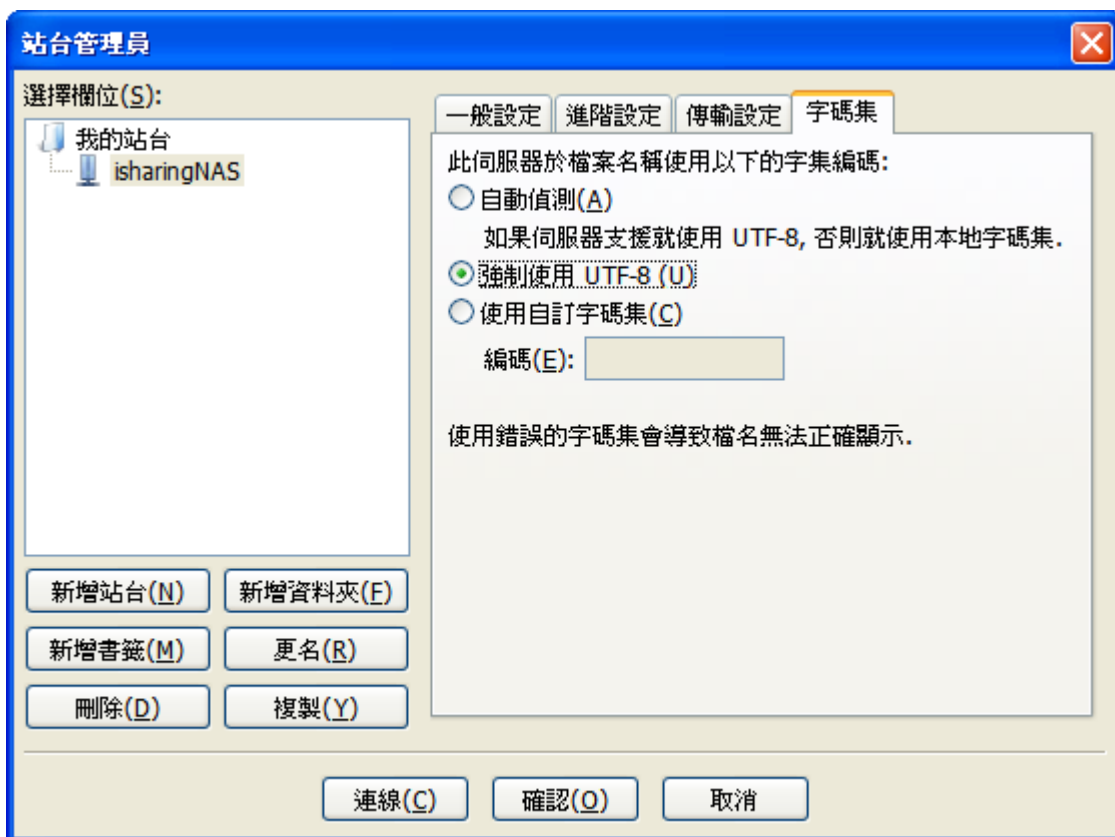 站台管理員
選擇欄位(S):
我的站台
isharingNAS
新增站台(N)
新增資料夾(F)
新增書籤(M)
更名(R)
刪除(D)
複製(Y)
一般設定
進階設定
傳輸設定
字碼集
此伺服器於檔案名稱使用以下的字集編碼:
自動偵測(A)
如果伺服器支援就使用 UTF-8, 否則就使用本地字碼集.
強制使用 UTF-8 (U)
使用自訂字碼集(C)
編碼(E):
使用錯誤的字碼集會導致檔名無法正確顯示.
連線(C)
確認(O)
取消